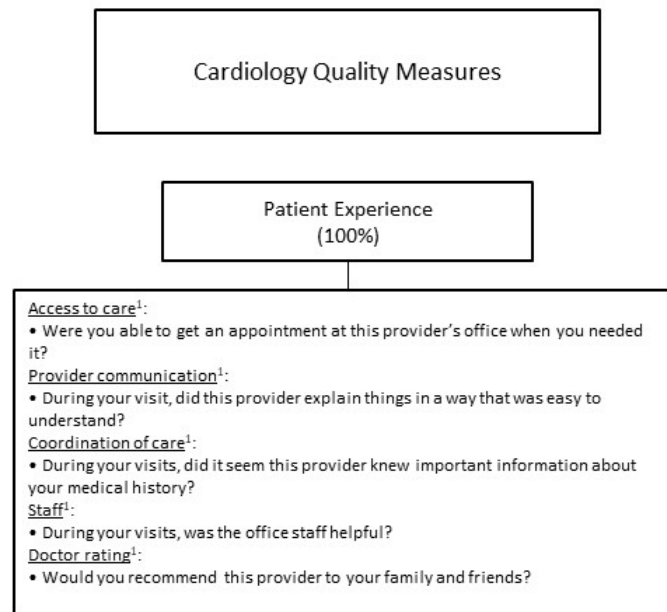 Cardiology Quality Measures
Patient Experience
(100%)
Access to care¹:
• Were you able to get an appointment at this provider's office when you needed
it?
Provider communication¹:
• During your visit, did this provider explain things in a way that was easy to
understand?
Coordination of care¹:
• During your visits, did it seem this provider knew important information about
your medical history?
Staff¹:
• During your visits, was the office staff helpful?
Doctor rating¹:
• Would you recommend this provider to your family and friends?